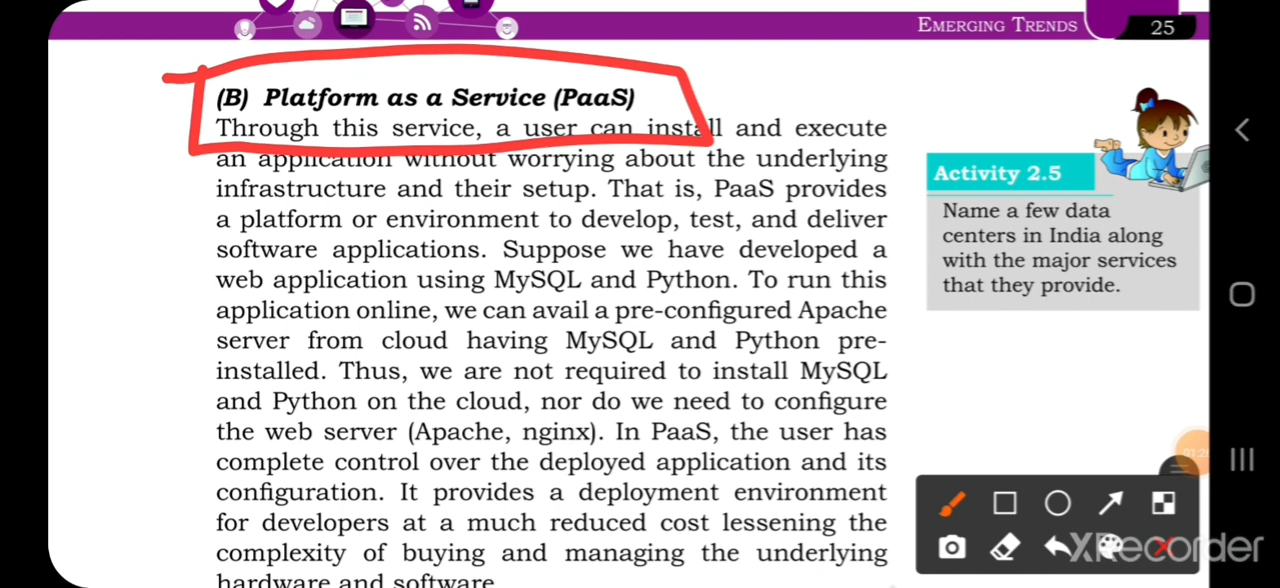 EMERGING TRENDS 25
(B) Platform as a Service (PaaS)
Through this service, a user can install and execute
an application without worrying about the underlying
infrastructure and their setup. That is, PaaS provides
a platform or environment to develop, test, and deliver
software applications. Suppose we have developed a
web application using MySQL and Python. To run this
application online, we can avail a pre-configured Apache
server from cloud having MySQL and Python pre-
installed. Thus, we are not required to install MySQL
and Python on the cloud, nor do we need to configure
the web server (Apache, nginx). In PaaS, the user has
complete control over the deployed application and its
configuration. It provides a deployment environment
for developers at a much reduced cost lessening the
complexity of buying and managing the underlying
hardware and software.
Activity 2.5
Name a few data
centers in India along
with the major services
that they provide.
XRecorder